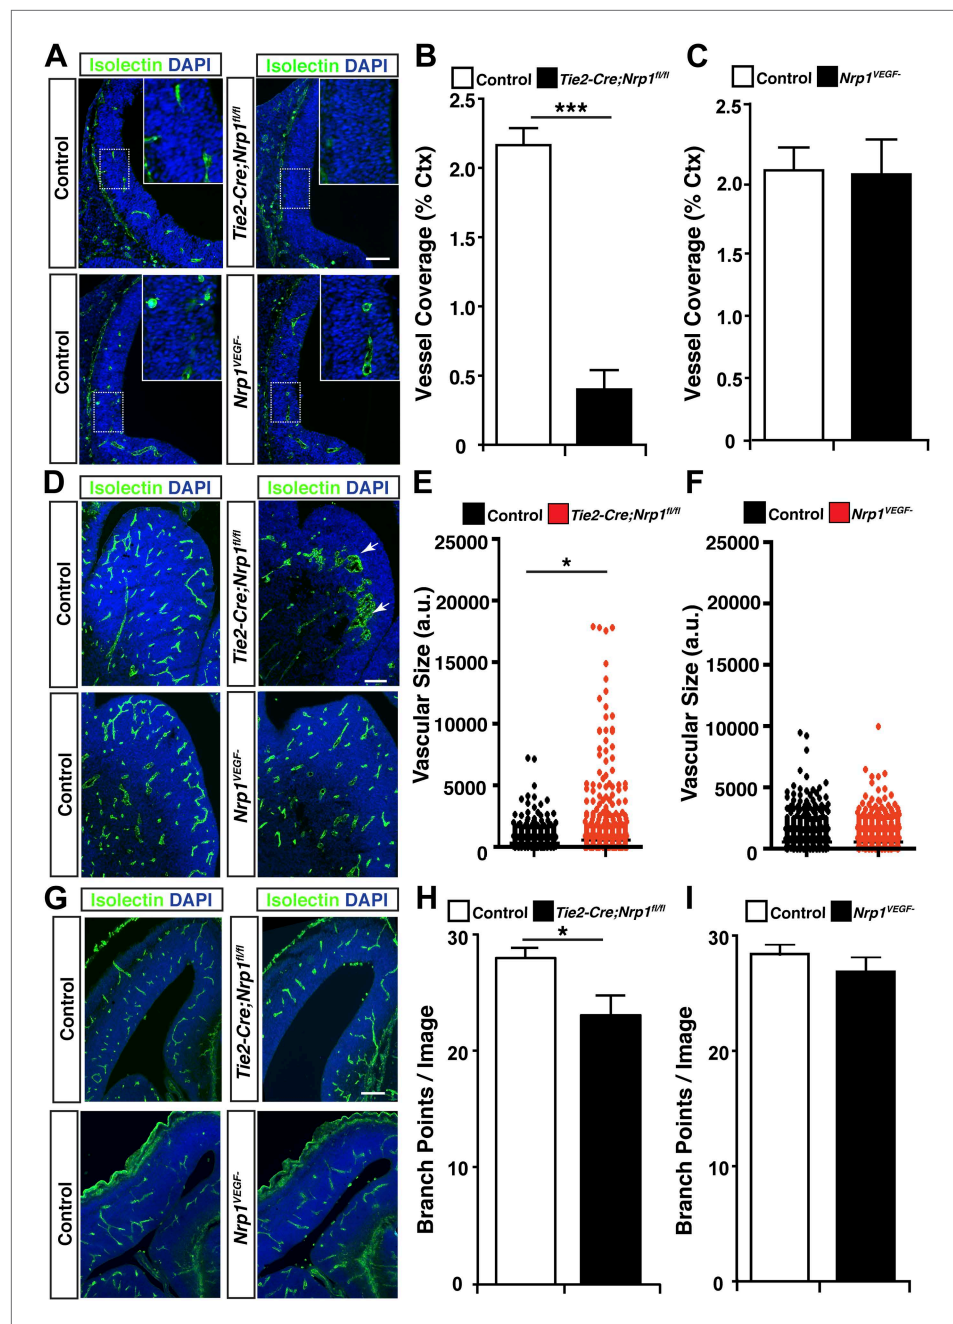 A
Isolectin DAPI
Isolectin DAPI
Control
Tie2-Cre;Nrp1fl/fl
Control
Nrp1VEGF-
B
Control
Tie2-Cre;Nrp1fl/fl
Vessel Coverage (% Ctx)
2.5
2.0
1.5
1.0
0.5
0
***
C
Control
Nrp1VEGF-
Vessel Coverage (% Ctx)
2.5
2.0
1.5
1.0
0.5
0
D
Isolectin DAPI
Isolectin DAPI
Control
Tie2-Cre;Nrp1fl/fl
Control
Nrp1VEGF-
E
Control
Tie2-Cre;Nrp1fl/fl
Vascular Size (a.u.)
25000
20000
15000
10000
5000
0
*
F
Control
Nrp1VEGF-
Vascular Size (a.u.)
25000
20000
15000
10000
5000
0
G
Isolectin DAPI
Isolectin DAPI
Control
Tie2-Cre;Nrp1fl/fl
Control
Nrp1VEGF-
H
Control
Tie2-Cre;Nrp1fl/fl
Branch Points / Image
30
20
10
0
*
I
Control
Nrp1VEGF-
Branch Points / Image
30
20
10
0